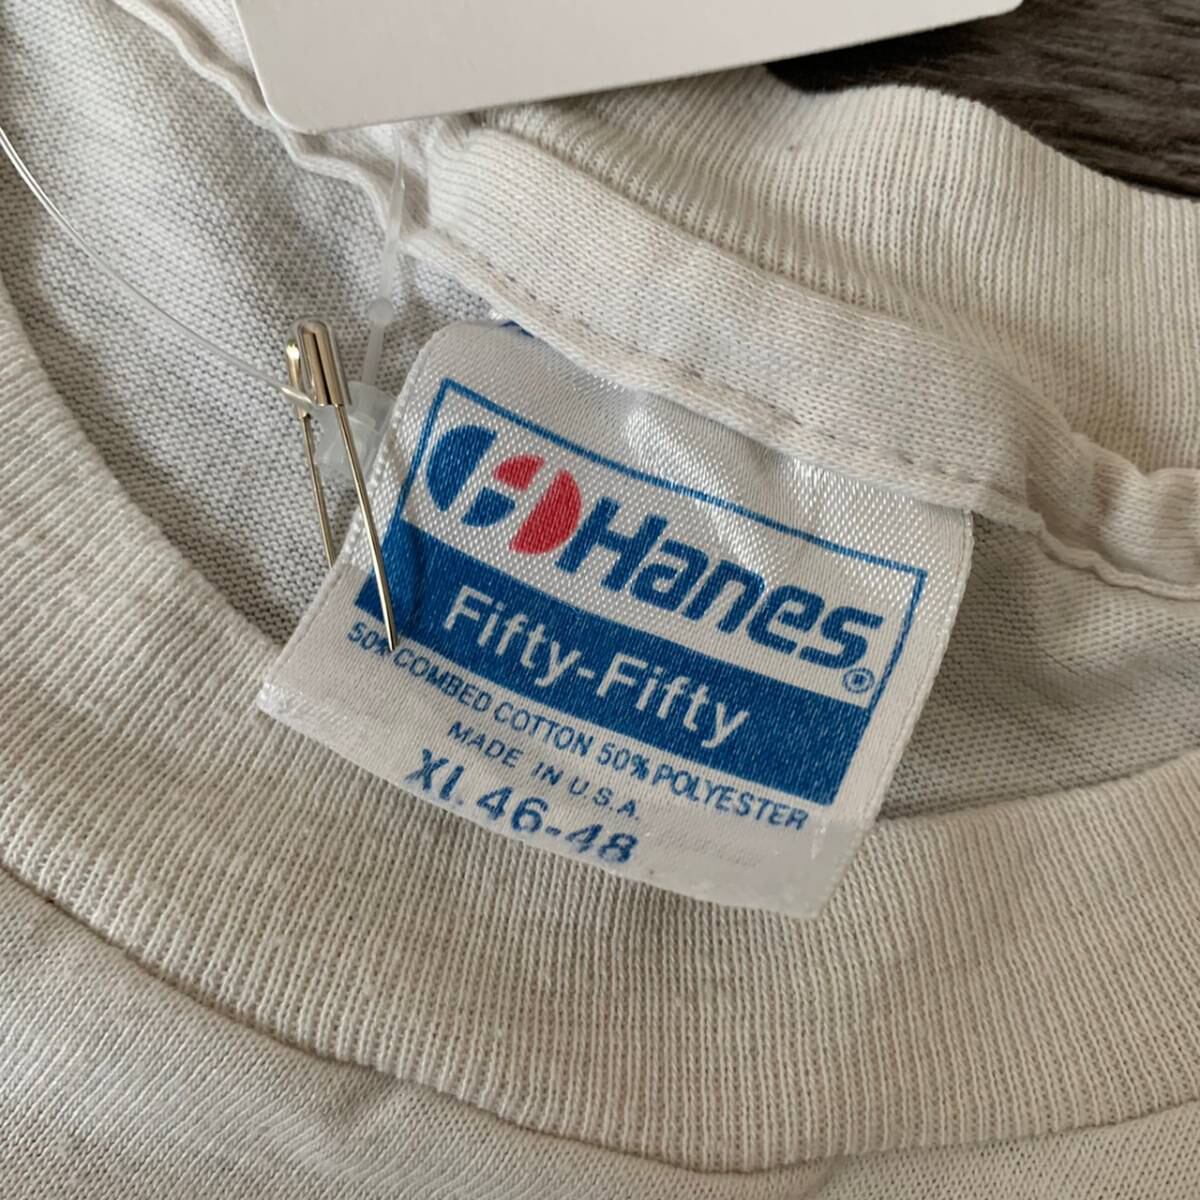 Hanes®
Fifty-Fifty
50% COMBED COTTON 50% POLYESTER
MADE IN U.S.A.
XL 46-48